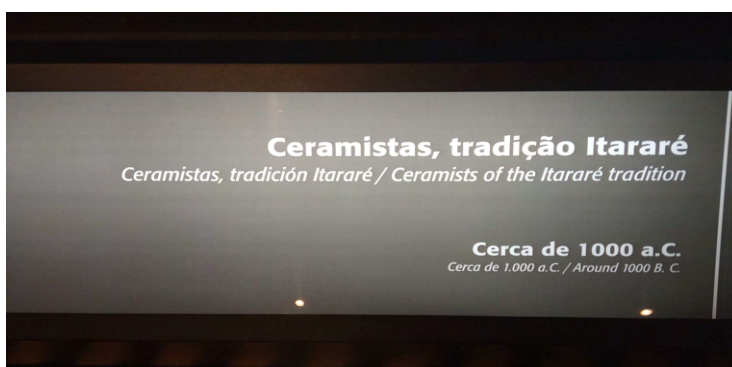 Ceramistas, tradição Itararé
Ceramistas, tradición Itararé / Ceramists of the Itararé tradition
Cerca de 1000 a.C.
Cerca de 1.000 a.C. / Around 1000 B. C.